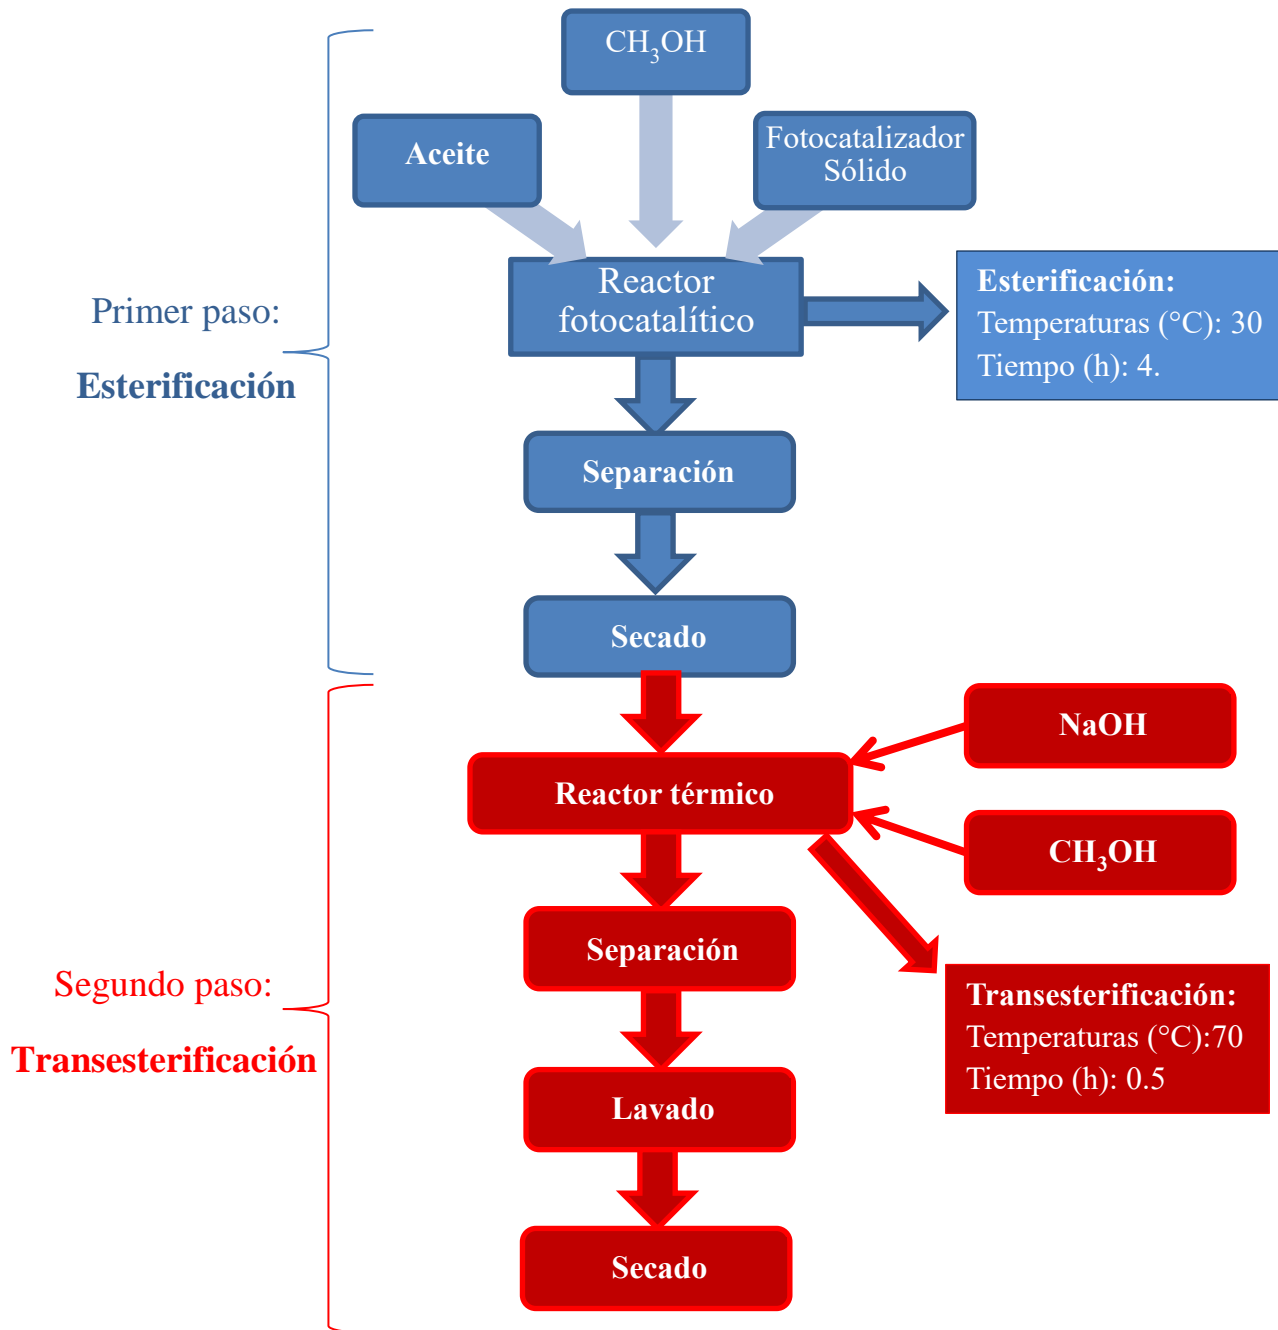 CH₃OH
Aceite
Fotocatalizador
Sólido
Reactor
fotocatalítico
Esterificación:
Temperaturas (°C): 30
Tiempo (h): 4.
Primer paso:
Esterificación
Separación
Secado
NaOH
Reactor térmico
CH₃OH
Separación
Transesterificación:
Temperaturas (°C):70
Tiempo (h): 0.5
Segundo paso:
Transesterificación
Lavado
Secado